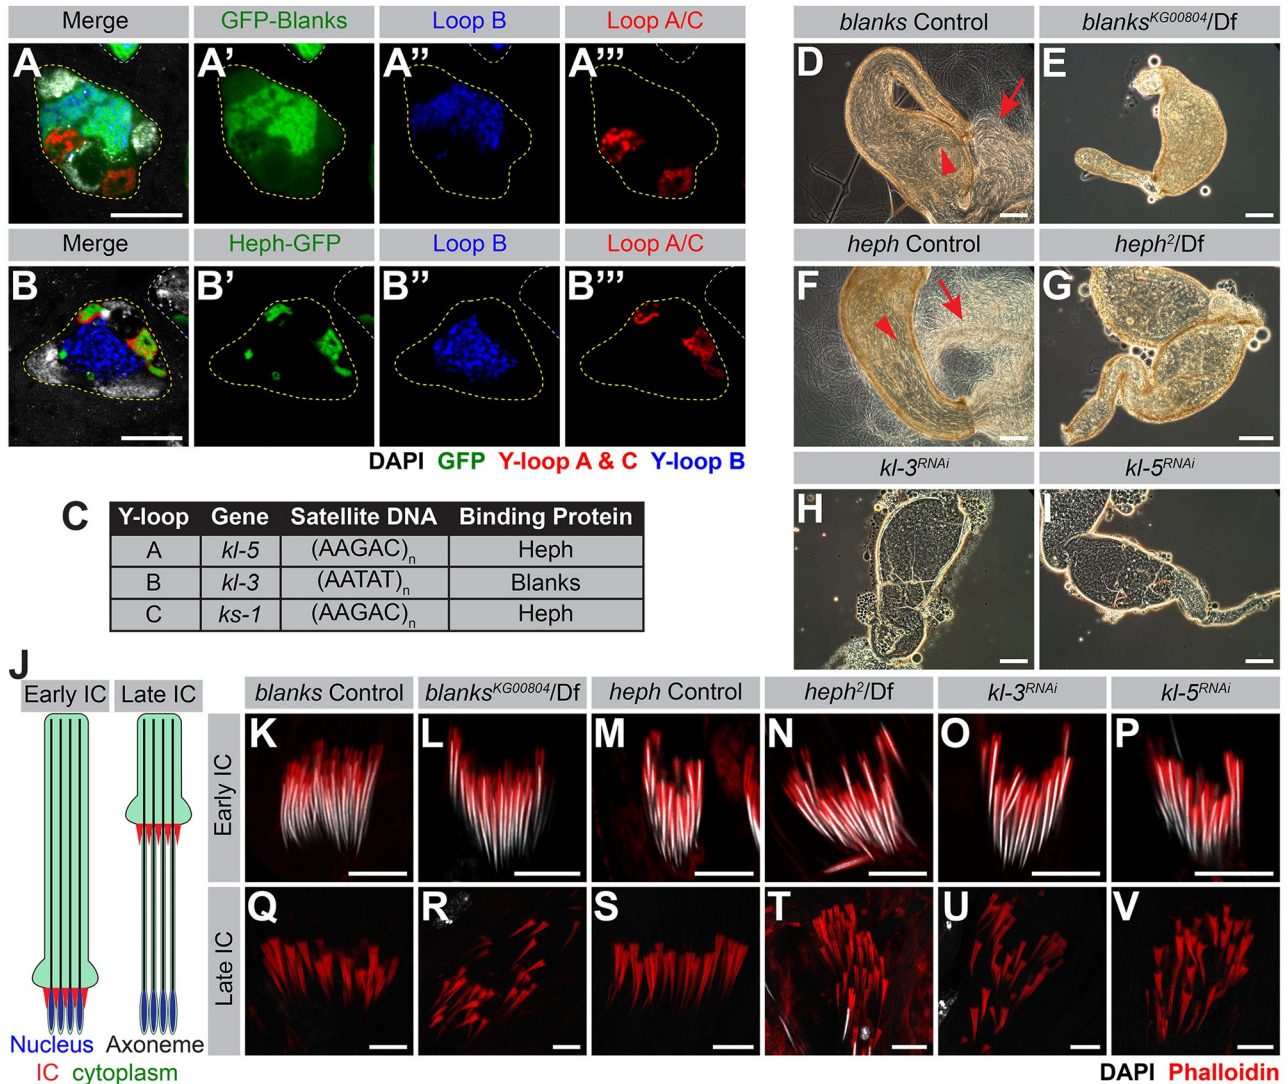 Merge GFP-Blanks Loop B Loop A/C
A A' A'' A'''
Merge Heph-GFP Loop B Loop A/C
B B' B'' B'''
DAPI GFP Y-loop A & C Y-loop B
C
Y-loop Gene Satellite DNA Binding Protein
A kl-5 (AAGAC)n Heph
B kl-3 (AATAT)n Blanks
C ks-1 (AAGAC)n Heph
blanks Control blanksKG00804/Df
D E
heph Control heph2/Df
F G
kl-3RNAi kl-5RNAi
H I
J
Early IC Late IC
Nucleus Axoneme
IC cytoplasm
blanks Control blanksKG00804/Df heph Control heph2/Df kl-3RNAi kl-5RNAi
Early IC
K L M N O P
Late IC
Q R S T U V
DAPI Phalloidin